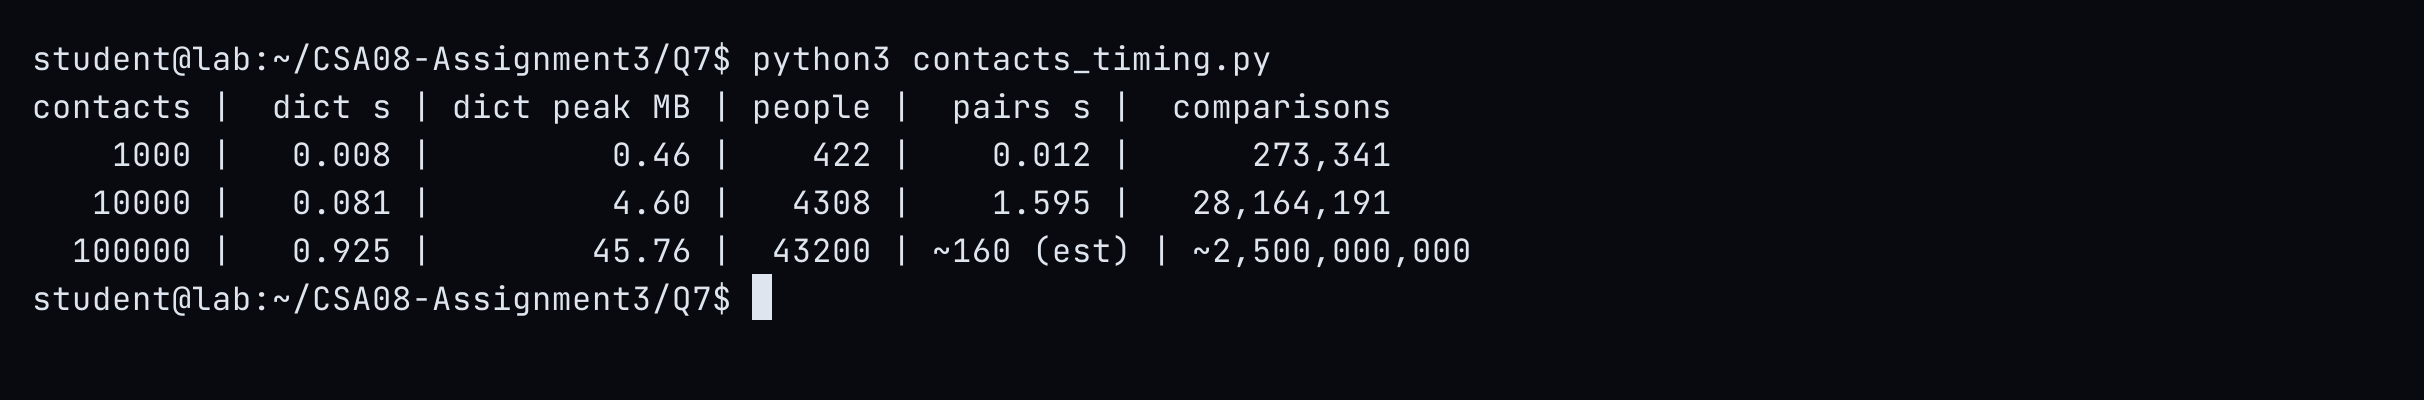 student@lab:~/CSA08-Assignment3/Q7$ python3 contacts_timing.py
contacts |  dict s | dict peak MB | people |  pairs s |  comparisons
    1000 |   0.008 |         0.46 |    422 |    0.012 |      273,341
   10000 |   0.081 |         4.60 |   4308 |    1.595 |   28,164,191
  100000 |   0.925 |        45.76 |  43200 | ~160 (est) | ~2,500,000,000
student@lab:~/CSA08-Assignment3/Q7$